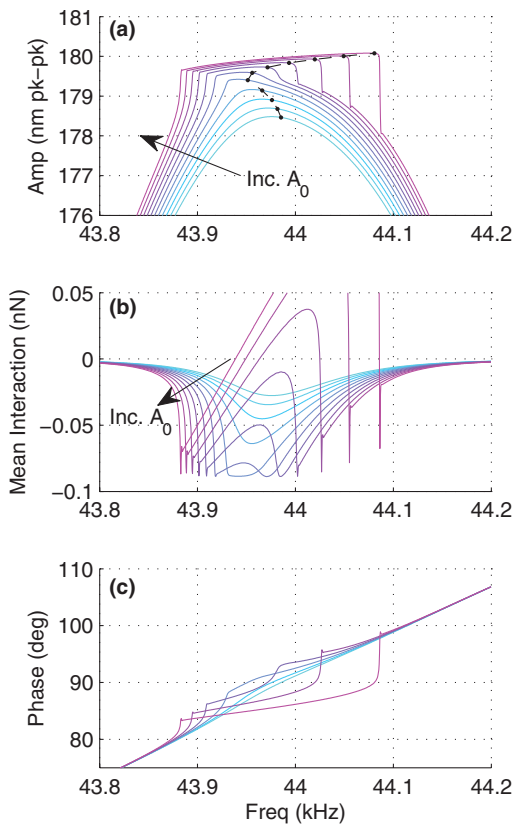 (a)
Amp (nm pk−pk)
181
180
179
178
177
176
Inc. A0
43.8 43.9 44 44.1 44.2
(b)
Mean Interaction (nN)
0.05
0
−0.05
−0.1
Inc. A0
43.8 43.9 44 44.1 44.2
(c)
Phase (deg)
110
100
90
80
43.8 43.9 44 44.1 44.2
Freq (kHz)